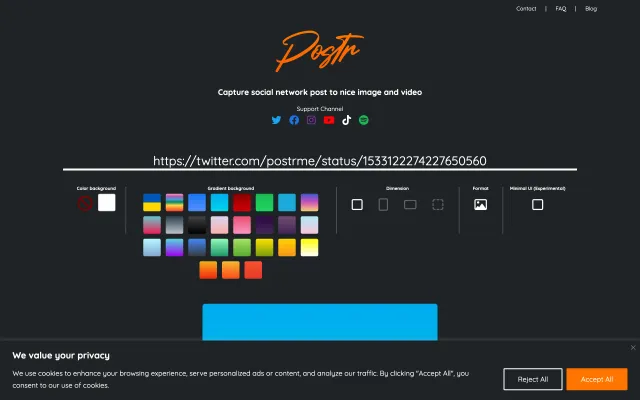 Contact | FAQ | Blog
Postr
Capture social network post to nice image and video
Support Channel
https://twitter.com/postrme/status/1533122274227650560
Color background
Gradient background
Dimension
Format
Minimal UI (Experimental)
We value your privacy
We use cookies to enhance your browsing experience, serve personalized ads or content, and analyze our traffic. By clicking "Accept All", you
consent to our use of cookies.
Reject All
Accept All